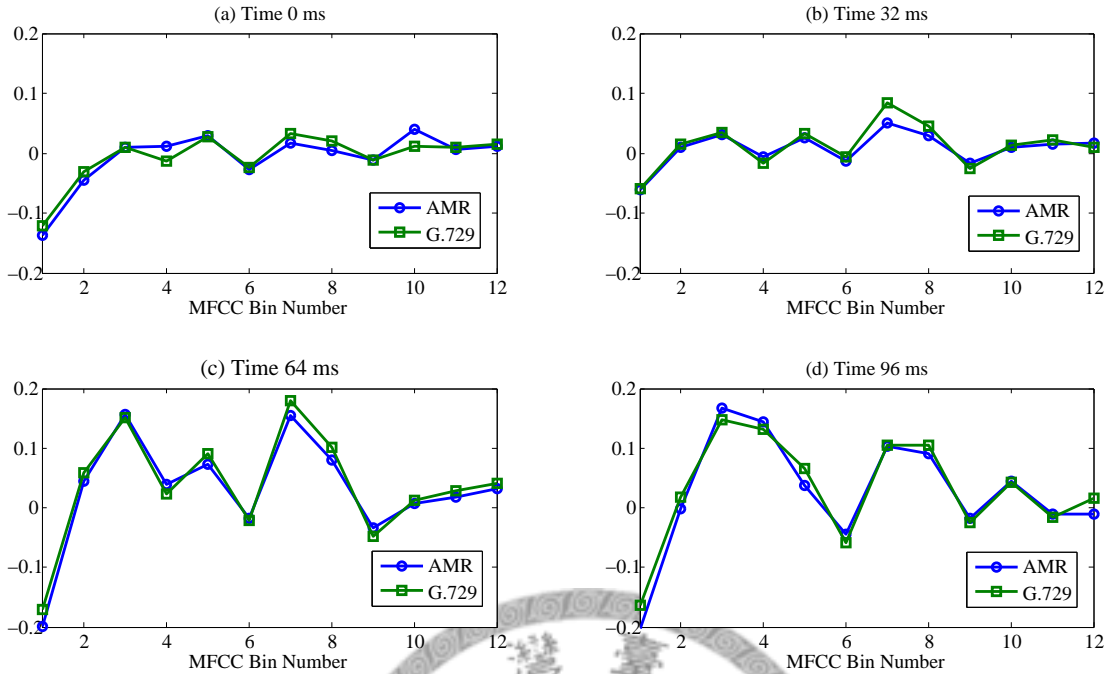 (a) Time 0 ms
0.2
0.1
0
−0.1
−0.2
2 4 6 8 10 12
MFCC Bin Number
AMR
G.729
(b) Time 32 ms
0.2
0.1
0
−0.1
−0.2
2 4 6 8 10 12
MFCC Bin Number
AMR
G.729
(c) Time 64 ms
0.2
0.1
0
−0.1
−0.2
2 4 6 8 10 12
MFCC Bin Number
AMR
G.729
(d) Time 96 ms
0.2
0.1
0
−0.1
−0.2
2 4 6 8 10 12
MFCC Bin Number
AMR
G.729